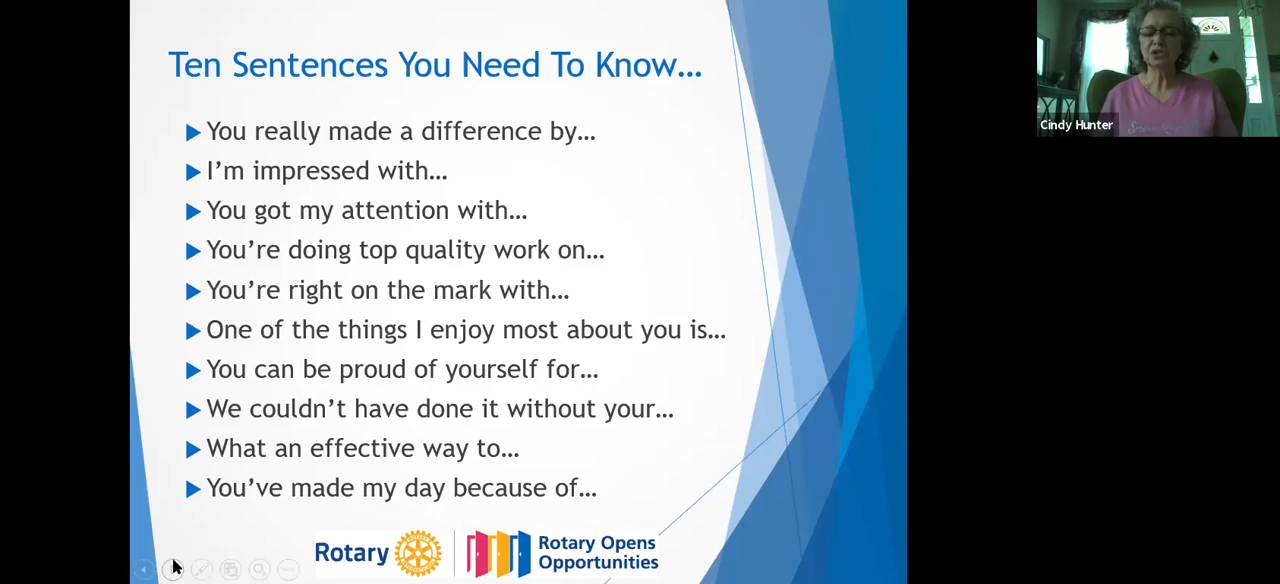 Ten Sentences You Need To Know…
You really made a difference by…
I'm impressed with…
You got my attention with…
You're doing top quality work on…
You're right on the mark with…
One of the things I enjoy most about you is…
You can be proud of yourself for…
We couldn't have done it without your…
What an effective way to…
You've made my day because of…
Rotary
Rotary Opens
Opportunities
Cindy Hunter